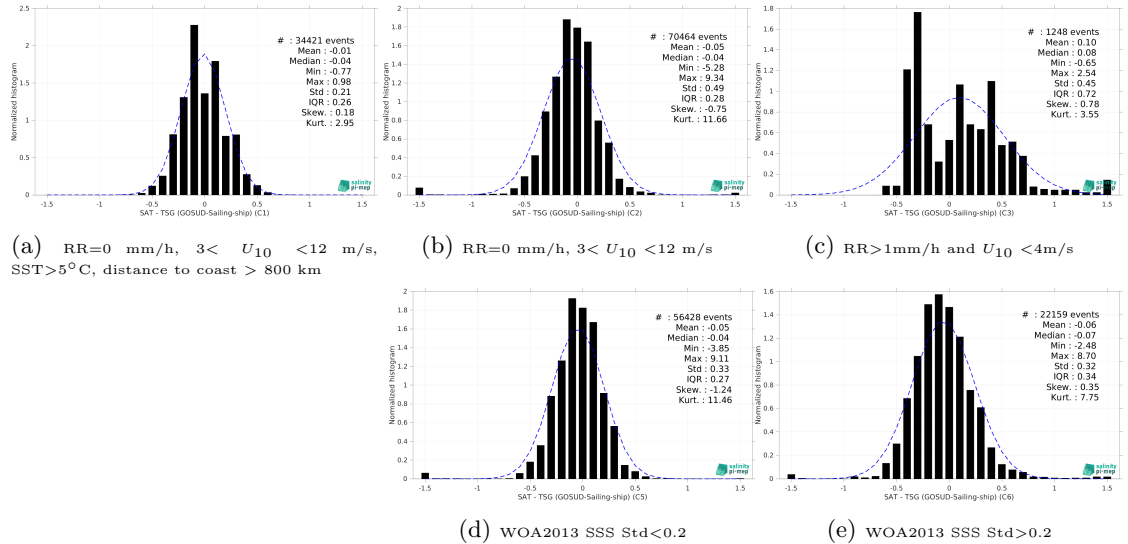 2.5
2
1.5
1
0.5
0
Normalized histogram
# : 34421 events
Mean : -0.01
Median : -0.04
Min : -0.77
Max : 0.98
Std : 0.21
IQR : 0.26
Skew. : 0.18
Kurt. : 2.95
salinity
pi-mep
-1.5 -1 -0.5 0 0.5 1 1.5
SAT - TSG (GOSUD-Sailing-ship) (C1)
(a) RR=0 mm/h, 3< U10 <12 m/s,
SST>5°C, distance to coast > 800 km
2
1.8
1.6
1.4
1.2
1
0.8
0.6
0.4
0.2
0
Normalized histogram
# : 70464 events
Mean : -0.05
Median : -0.04
Min : -5.28
Max : 9.34
Std : 0.49
IQR : 0.28
Skew. : -0.75
Kurt. : 11.66
salinity
pi-mep
-1.5 -1 -0.5 0 0.5 1 1.5
SAT - TSG (GOSUD-Sailing-ship) (C2)
(b) RR=0 mm/h, 3< U10 <12 m/s
1.8
1.6
1.4
1.2
1
0.8
0.6
0.4
0.2
0
Normalized histogram
# : 1248 events
Mean : 0.10
Median : 0.08
Min : -0.65
Max : 2.54
Std : 0.45
IQR : 0.72
Skew. : 0.78
Kurt. : 3.55
salinity
pi-mep
-1.5 -1 -0.5 0 0.5 1 1.5
SAT - TSG (GOSUD-Sailing-ship) (C3)
(c) RR>1mm/h and U10 <4m/s
2
1.8
1.6
1.4
1.2
1
0.8
0.6
0.4
0.2
0
Normalized histogram
# : 56428 events
Mean : -0.05
Median : -0.04
Min : -3.85
Max : 9.11
Std : 0.33
IQR : 0.27
Skew. : -1.24
Kurt. : 11.46
salinity
pi-mep
-1.5 -1 -0.5 0 0.5 1 1.5
SAT - TSG (GOSUD-Sailing-ship) (C5)
(d) WOA2013 SSS Std<0.2
1.6
1.4
1.2
1
0.8
0.6
0.4
0.2
0
Normalized histogram
# : 22159 events
Mean : -0.06
Median : -0.07
Min : -2.48
Max : 8.70
Std : 0.32
IQR : 0.34
Skew. : 0.35
Kurt. : 7.75
salinity
pi-mep
-1.5 -1 -0.5 0 0.5 1 1.5
SAT - TSG (GOSUD-Sailing-ship) (C6)
(e) WOA2013 SSS Std>0.2